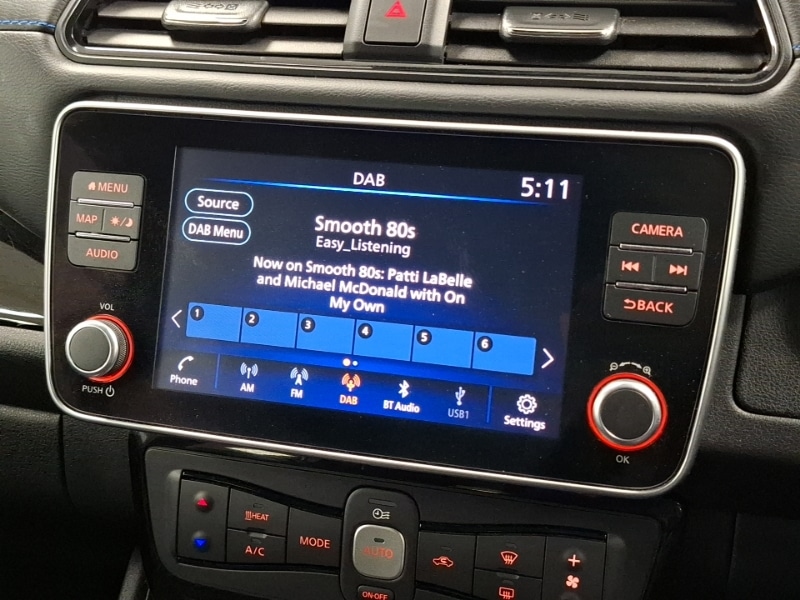 DAB
5:11
Source
DAB Menu
Smooth 80s
Easy_Listening
Now on Smooth 80s: Patti LaBelle
and Michael McDonald with On
My Own
1 2 3 4 5 6
Phone
AM
FM
DAB
BT Audio
USB1
Settings
MENU
MAP
AUDIO
VOL
PUSH
CAMERA
BACK
OK
HEAT
A/C
MODE
AUTO
ON·OFF
+